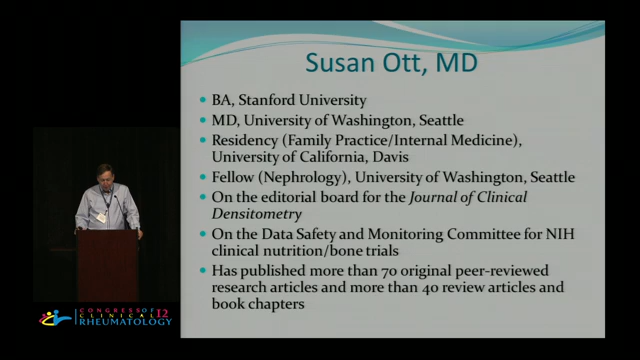 Susan Ott, MD
• BA, Stanford University
• MD, University of Washington, Seattle
• Residency (Family Practice/Internal Medicine),
University of California, Davis
• Fellow (Nephrology), University of Washington, Seattle
• On the editorial board for the Journal of Clinical
Densitometry
• On the Data Safety and Monitoring Committee for NIH
clinical nutrition/bone trials
• Has published more than 70 original peer-reviewed
research articles and more than 40 review articles and
book chapters
CONGRESS OF
CLINICAL 12
RHEUMATOLOGY